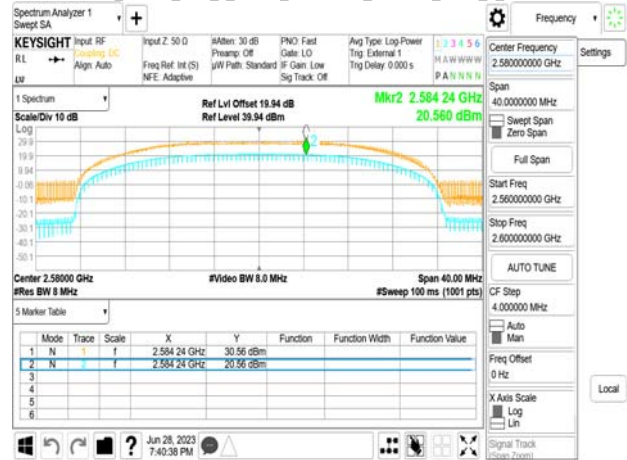 Spectrum Analyzer 1
Swept SA
+
Frequency
KEYSIGHT
RL
LV
Input: RF
Coupling: DC
Align: Auto
Input Z: 50 Ω
Freq Ref: Int (S)
NFE: Adaptive
#Atten: 30 dB
Preamp: Off
µW Path: Standard
PNO: Fast
Gate: LO
IF Gain: Low
Sig Track: Off
Avg Type: Log-Power
Trig: External 1
Trig Delay: 0.000 s
1 2 3 4 5 6
M A W W W W
P A N N N N
Center Frequency
2.580000000 GHz
Settings
Span
40.0000000 MHz
Swept Span
Zero Span
Full Span
Start Freq
2.560000000 GHz
Stop Freq
2.600000000 GHz
AUTO TUNE
CF Step
4.000000 MHz
Auto
Man
Freq Offset
0 Hz
X Axis Scale
Log
Lin
Signal Track
(Span Zoom)
Local
1 Spectrum
Scale/Div 10 dB
Ref Lvl Offset 19.94 dB
Ref Level 39.94 dBm
Mkr2 2.584 24 GHz
20.560 dBm
Log
29.9
19.9
9.94
-0.06
-10.1
-20.1
-30.1
-40.1
-50.1
2
Center 2.58000 GHz
#Res BW 8 MHz
#Video BW 8.0 MHz
Span 40.00 MHz
#Sweep 100 ms (1001 pts)
5 Marker Table
Mode Trace Scale X Y Function Function Width Function Value
1 N 1 f 2.584 24 GHz 30.56 dBm
2 N 2 f 2.584 24 GHz 20.56 dBm
3
4
5
6
?
Jun 28, 2023
7:40:38 PM